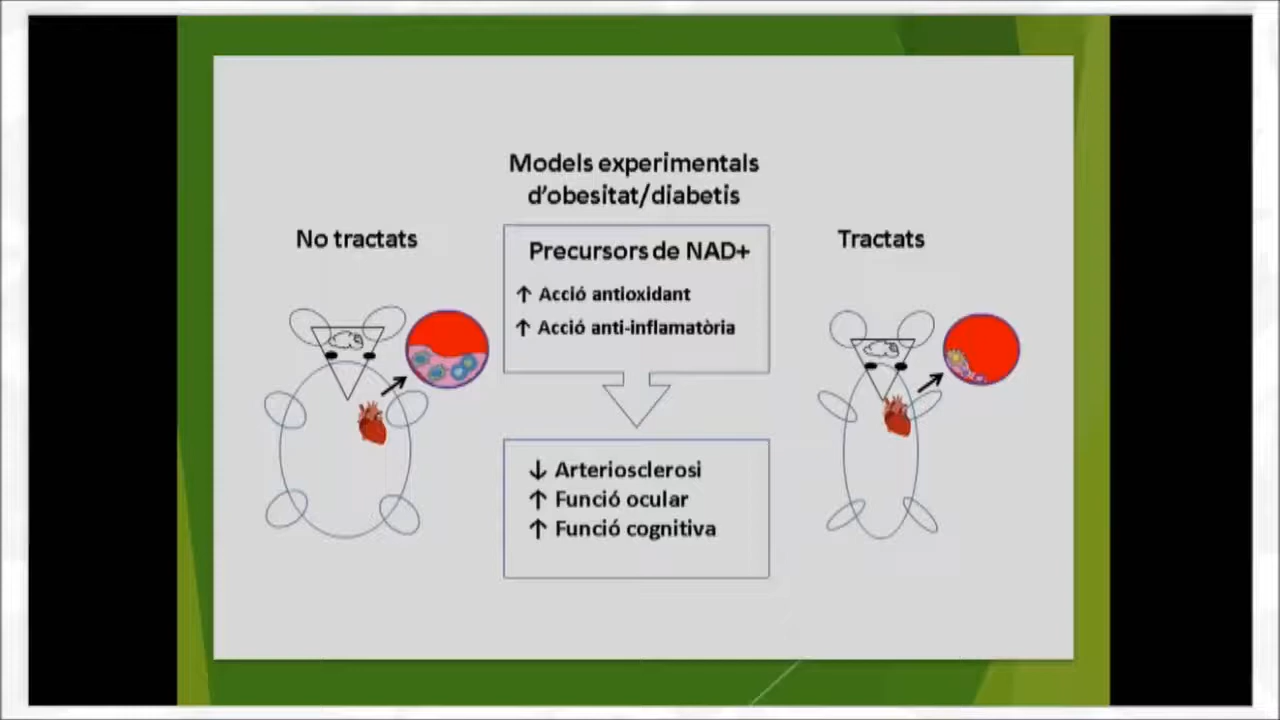 Models experimentals
d’obesitat/diabetis
No tractats
Precursors de NAD+
↑ Acció antioxidant
↑ Acció anti-inflamatòria
Tractats
↓ Arteriosclerosi
↑ Funció ocular
↑ Funció cognitiva